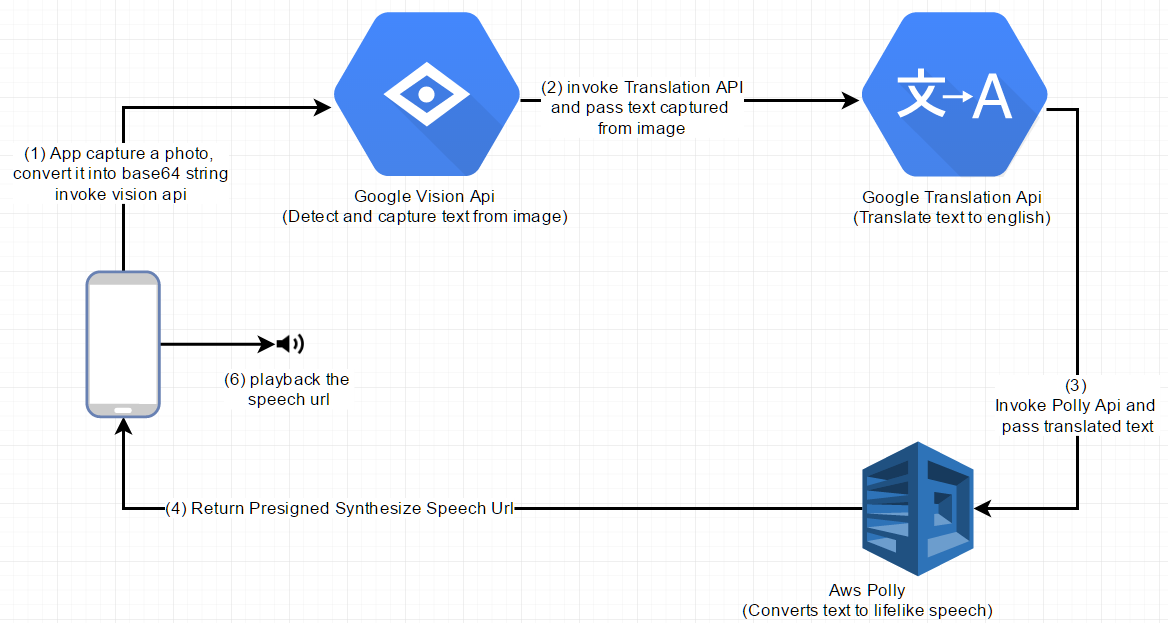 (1) App capture a photo,
convert it into base64 string
invoke vision api
Google Vision Api
(Detect and capture text from image)
(2) invoke Translation API
and pass text captured
from image
文→A
Google Translation Api
(Translate text to english)
(3)
Invoke Polly Api and
pass translated text
Aws Polly
(Converts text to lifelike speech)
(4) Return Presigned Synthesize Speech Url
(6) playback the
speech url